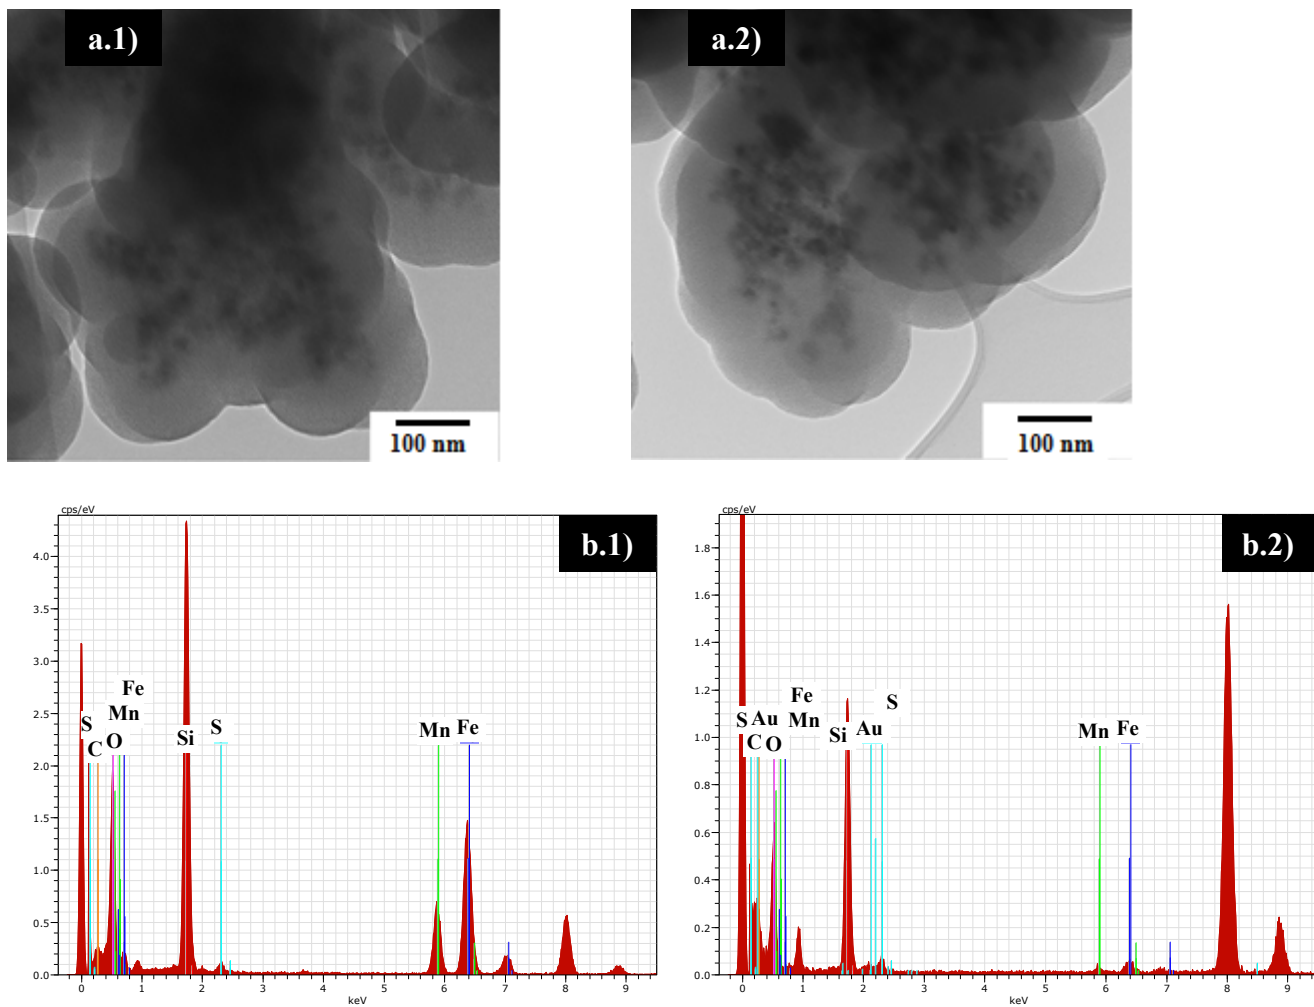 a.1)
a.2)
100 nm
100 nm
cps/eV
b.1)
4.0
3.5
3.0
2.5
2.0
1.5
1.0
0.5
0.0
Fe
S
Mn
C
O
Si
S
Mn
Fe
0
1
2
3
4
5
6
7
8
9
keV
cps/eV
b.2)
1.8
1.6
1.4
1.2
1.0
0.8
0.6
0.4
0.2
0.0
Fe
S
S
Au
Mn
C
O
Si
Au
Mn
Fe
0
1
2
3
4
5
6
7
8
9
keV